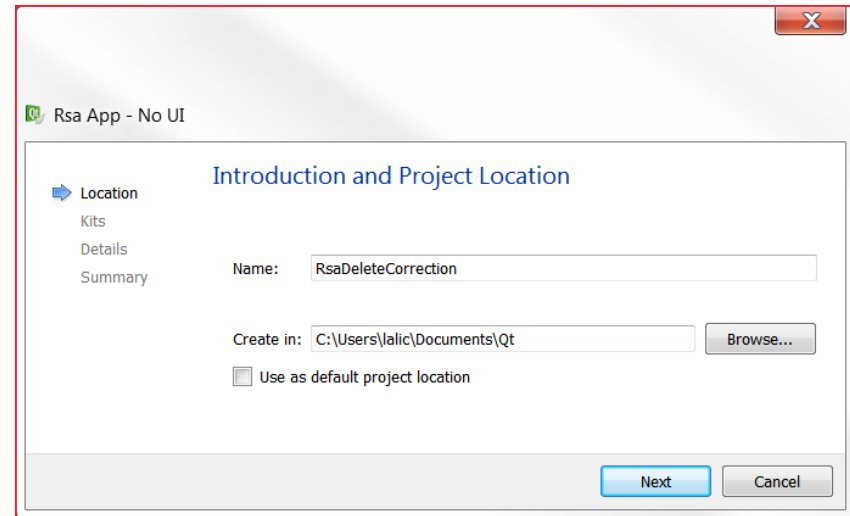 Rsa App - No UI
Introduction and Project Location
Location
Kits
Details
Summary
Name: RsaDeleteCorrection
Create in: C:\Users\lalic\Documents\Qt Browse...
Use as default project location
Next Cancel